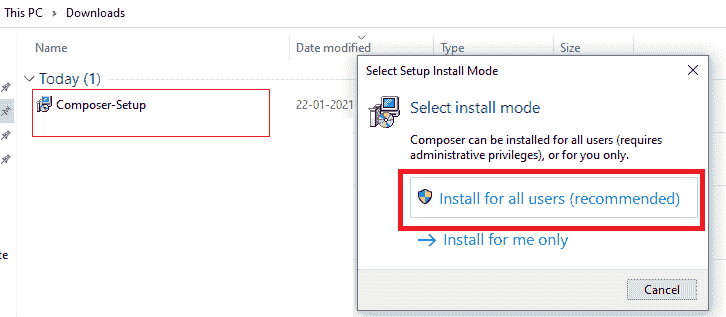 This PC > Downloads
Name Date modified Type Size
Today (1)
Composer-Setup 22-01-2021
Select Setup Install Mode
Select install mode
Composer can be installed for all users (requires
administrative privileges), or for you only.
Install for all users (recommended)
Install for me only
Cancel
te